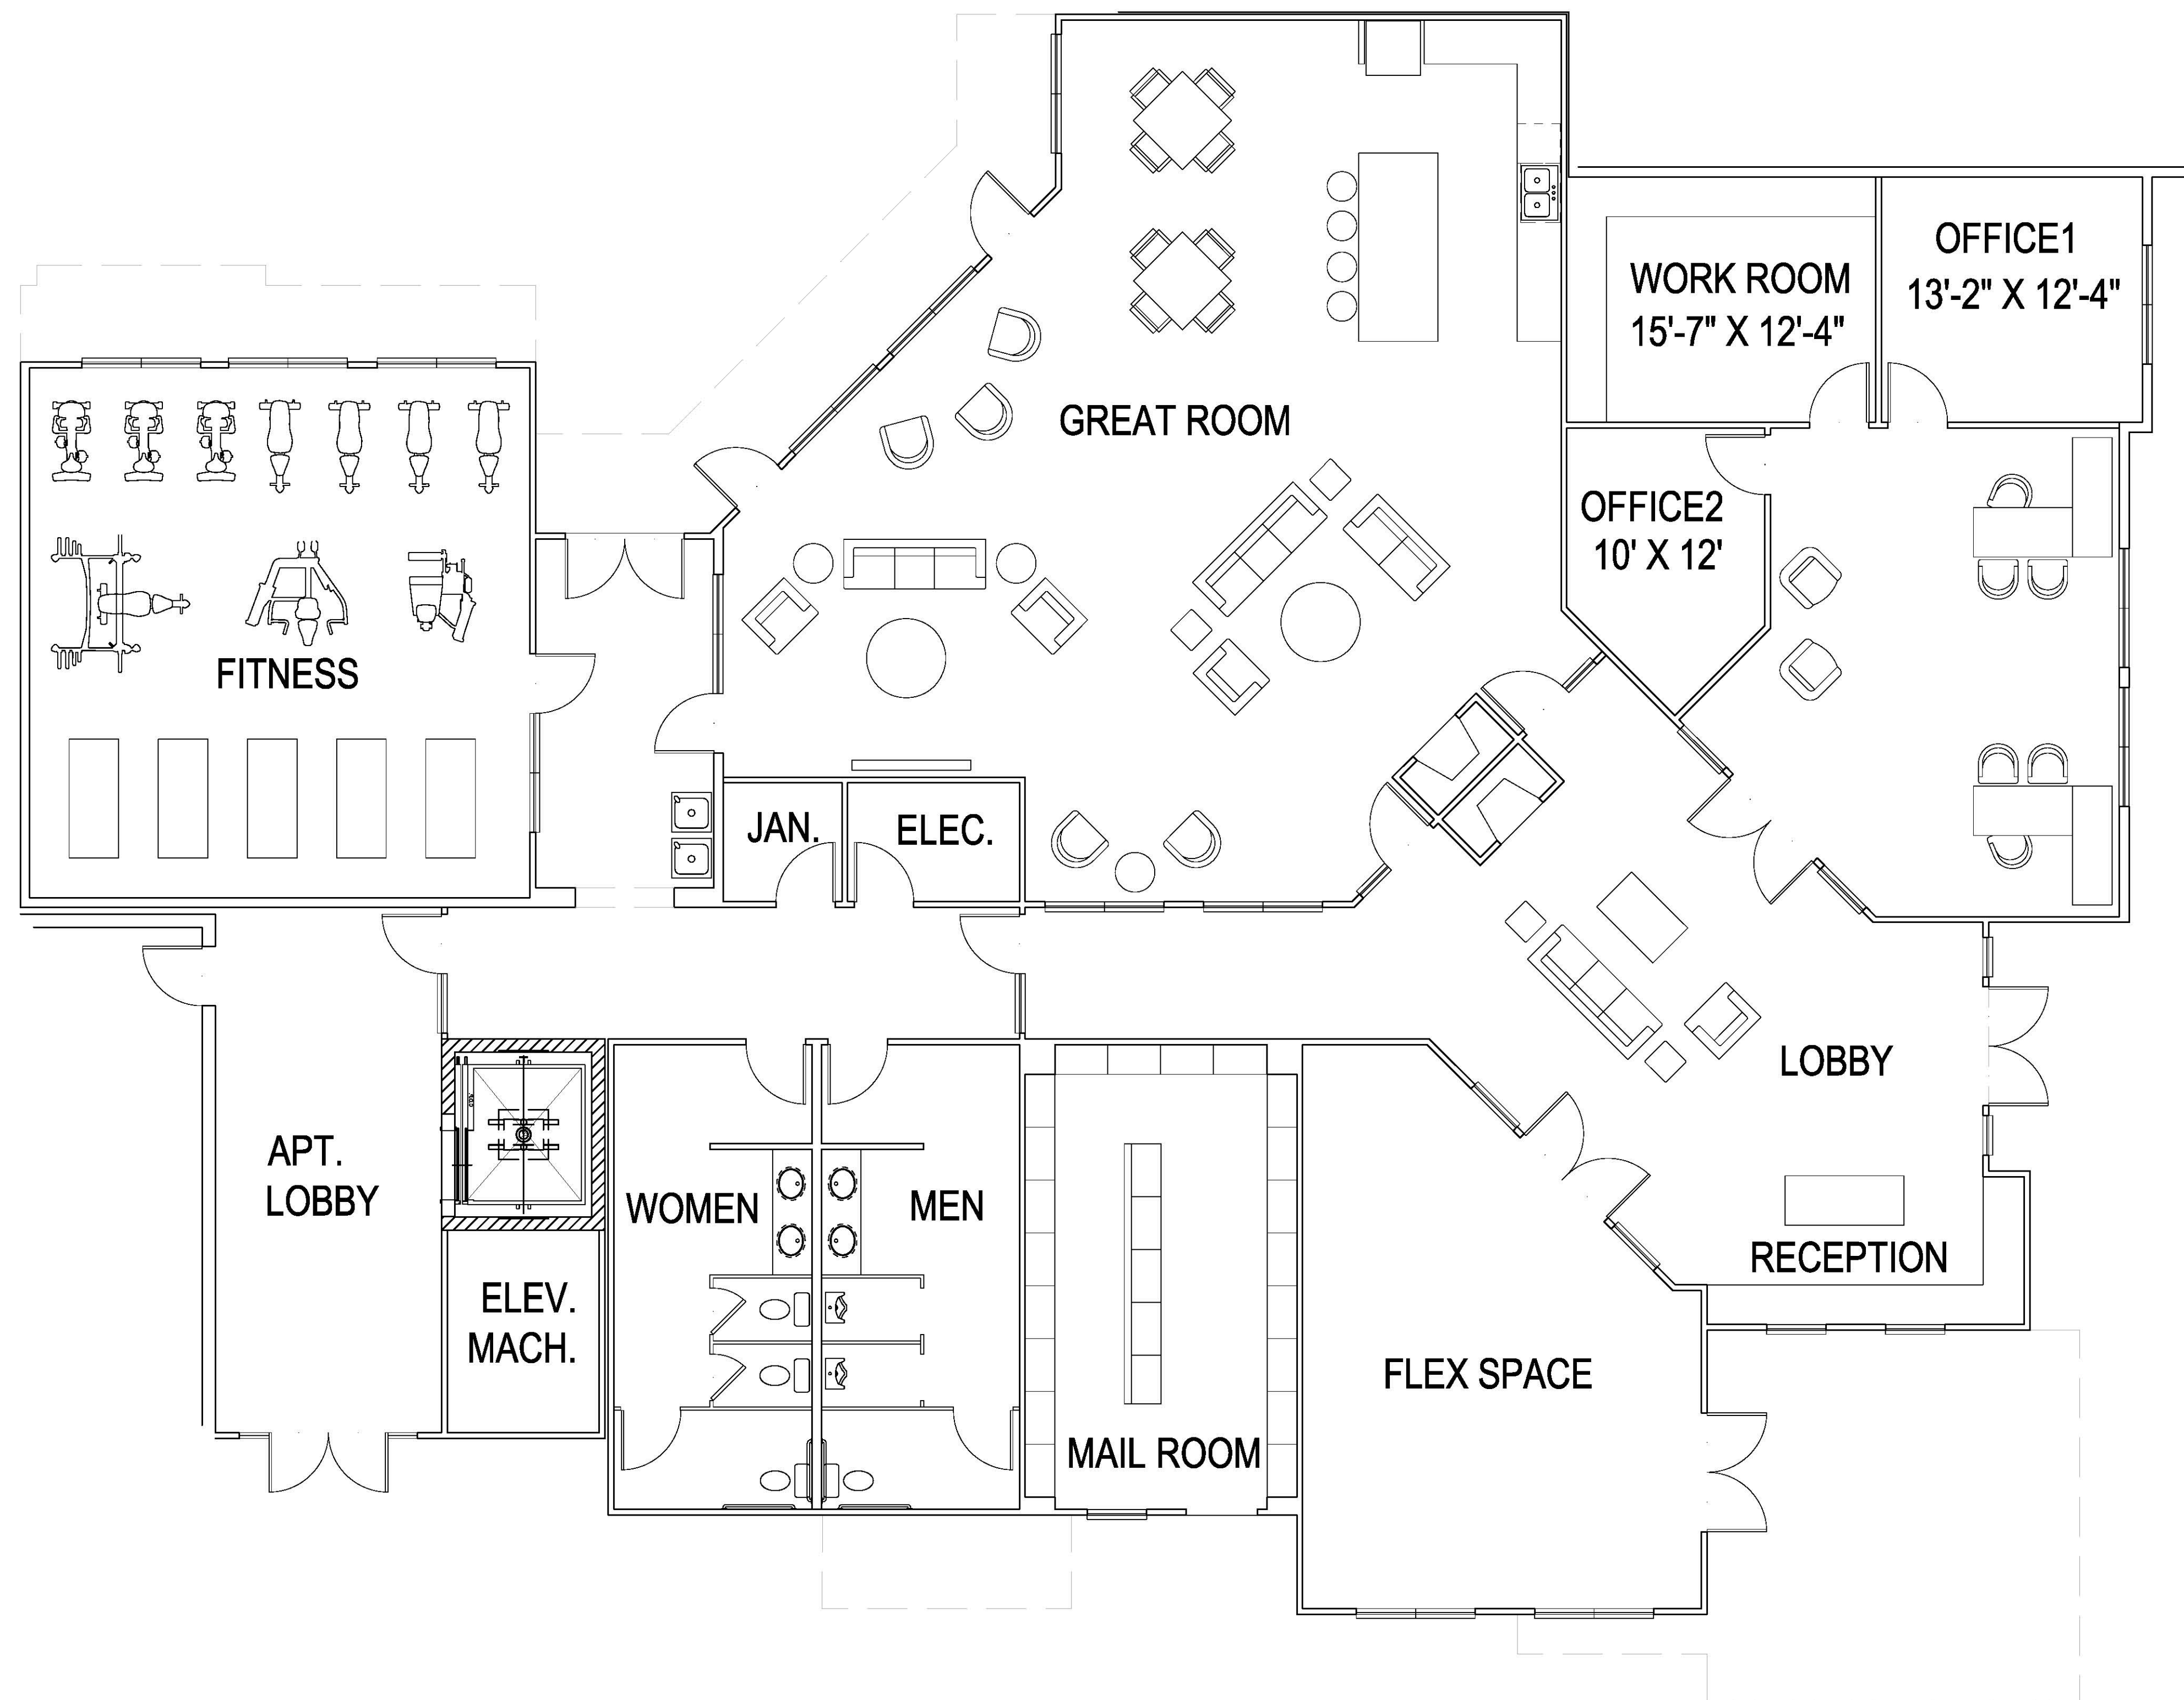 OFFICE1
13'-2" X 12'-4"
WORK ROOM
15'-7" X 12'-4"
GREAT ROOM
OFFICE2
10' X 12'
FITNESS
JAN.
ELEC.
LOBBY
APT.
LOBBY
WOMEN
MEN
RECEPTION
ELEV.
MACH.
FLEX SPACE
MAIL ROOM